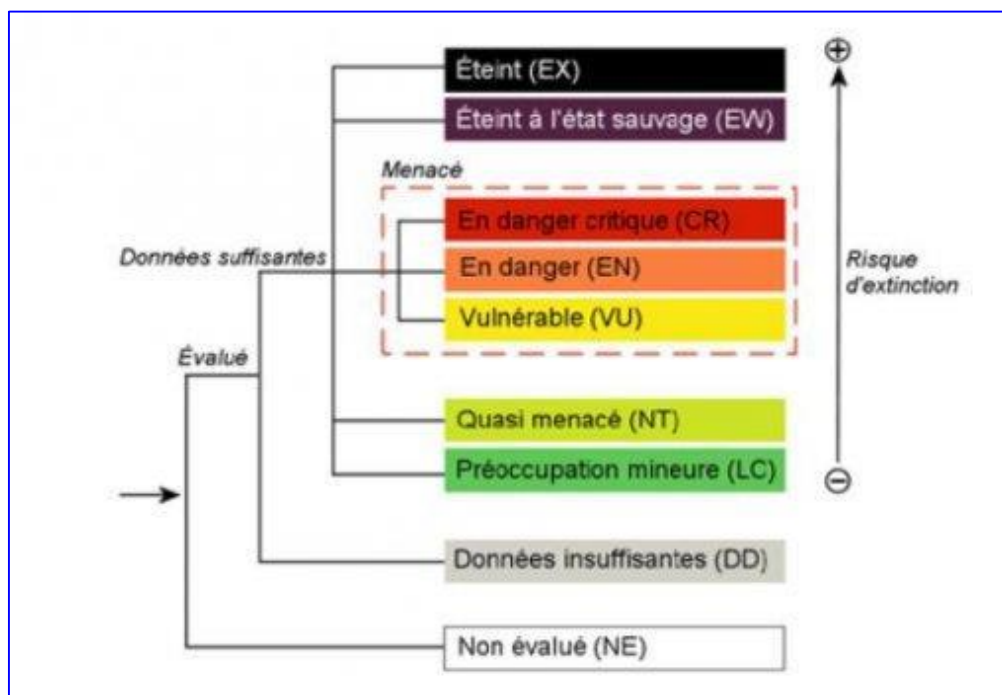 Éteint (EX)
Éteint à l'état sauvage (EW)
Menacé
En danger critique (CR)
Données suffisantes
En danger (EN)
Risque
d'extinction
Vulnérable (VU)
Évalué
Quasi menacé (NT)
Préoccupation mineure (LC)
Données insuffisantes (DD)
Non évalué (NE)